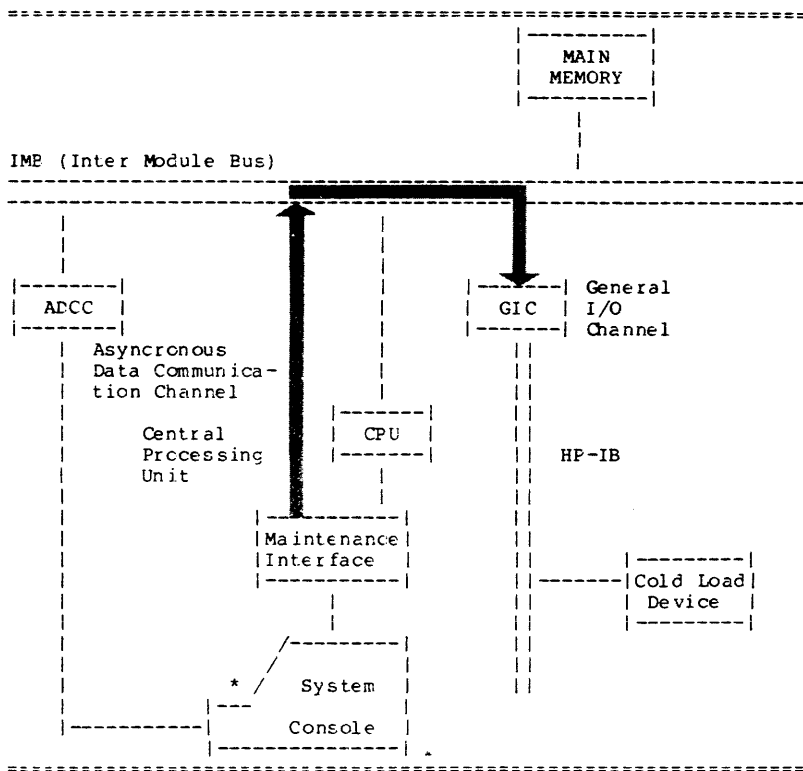 MAIN
MEMORY
IMB (Inter Module Bus)
ADCC
GIC
General
I/O
Channel
Asyncronous
Data Communica-
tion Channel
Central
Processing
Unit
CPU
HP-IB
Maintenance
Interface
Cold Load
Device
*
System
Console